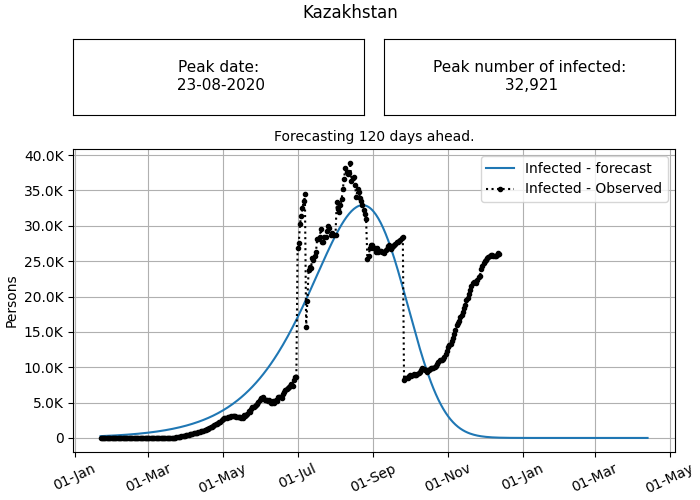 Kazakhstan
Peak date:
23-08-2020
Peak number of infected:
32,921
Forecasting 120 days ahead.
40.0K
35.0K
30.0K
25.0K
20.0K
15.0K
10.0K
5.0K
0
Persons
Infected - forecast
Infected - Observed
01-Jan
01-Mar
01-May
01-Jul
01-Sep
01-Nov
01-Jan
01-Mar
01-May